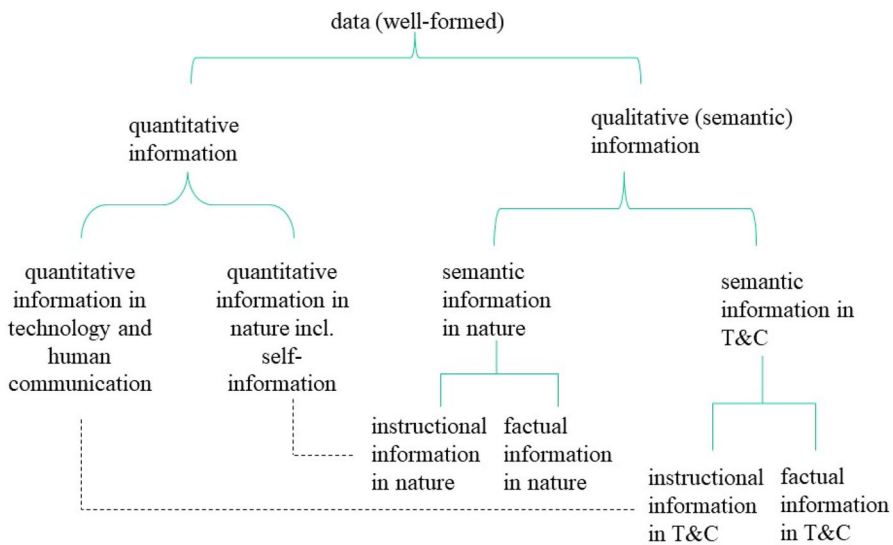 data (well-formed)
quantitative
information
qualitative (semantic)
information
quantitative
information in
technology and
human
communication
quantitative
information in
nature incl.
self-
information
semantic
information
in nature
semantic
information in
T&C
instructional
information
in nature
factual
information
in nature
instructional
information
in T&C
factual
information
in T&C